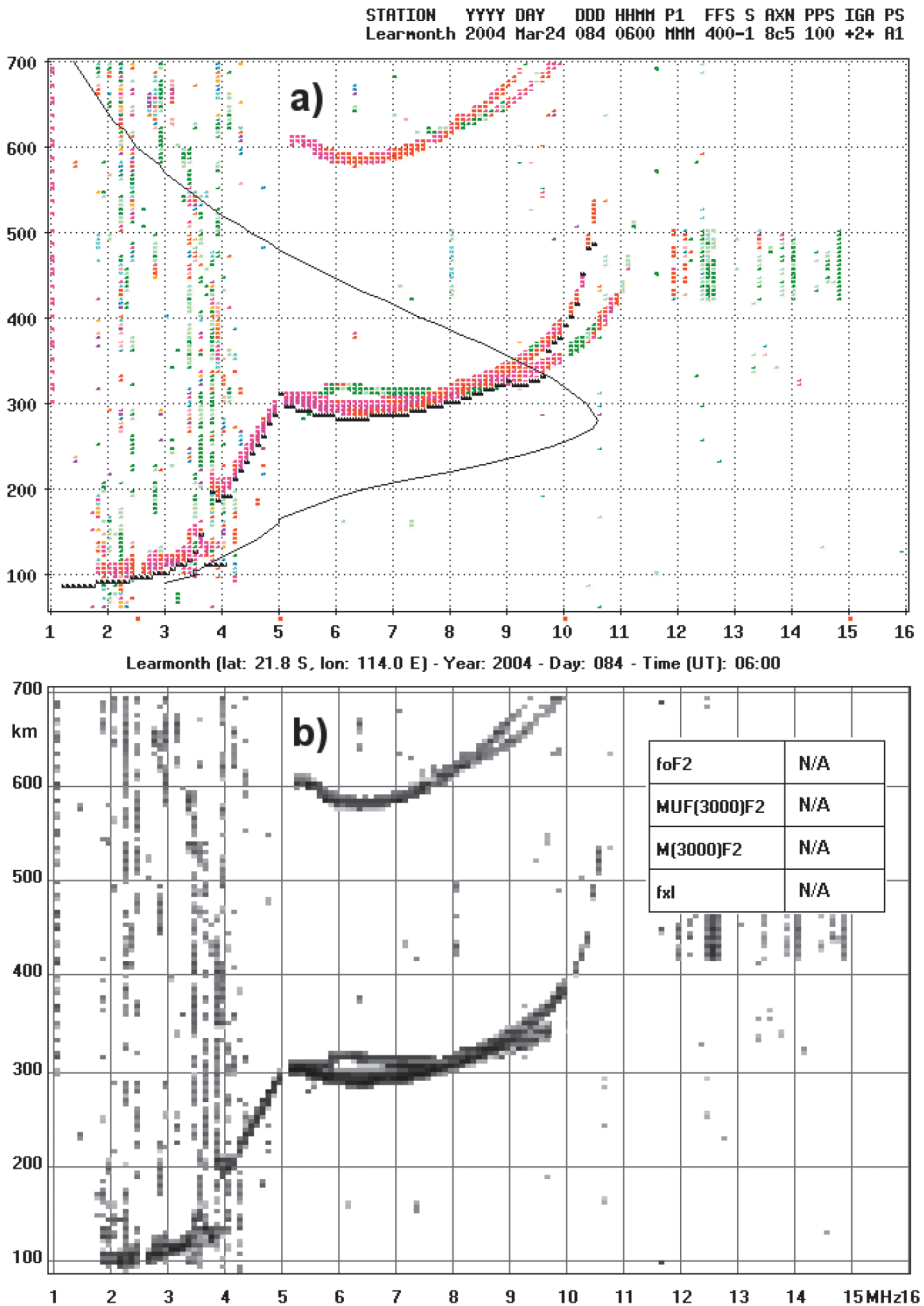 STATION YYYY DAY DDD HHMM P1 FFS S AXN PPS IGA PS
Learmonth 2004 Mar24 084 0600 MMM 400-1 8c5 100 +2+ A1
700
a)
600
500
400
300
200
100
1 2 3 4 5 6 7 8 9 10 11 12 13 14 15 16
Learmonth (lat: 21.8 S, lon: 114.0 E) - Year: 2004 - Day: 084 - Time (UT): 06:00
700
km
b)
foF2 N/A
600
MUF(3000)F2 N/A
M(3000)F2 N/A
500
fxI N/A
400
300
200
100
1 2 3 4 5 6 7 8 9 10 11 12 13 14 15 MHz16